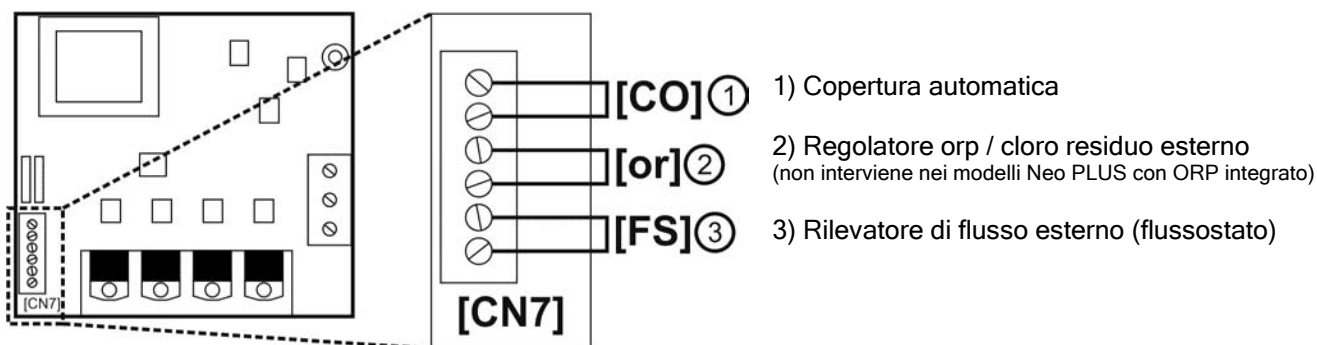 [CN7]
[CO]①
[or]②
[FS]③
[CN7]
1) Copertura automatica
2) Regolatore orp / cloro residuo esterno
(non interviene nei modelli Neo PLUS con ORP integrato)
3) Rilevatore di flusso esterno (flussostato)